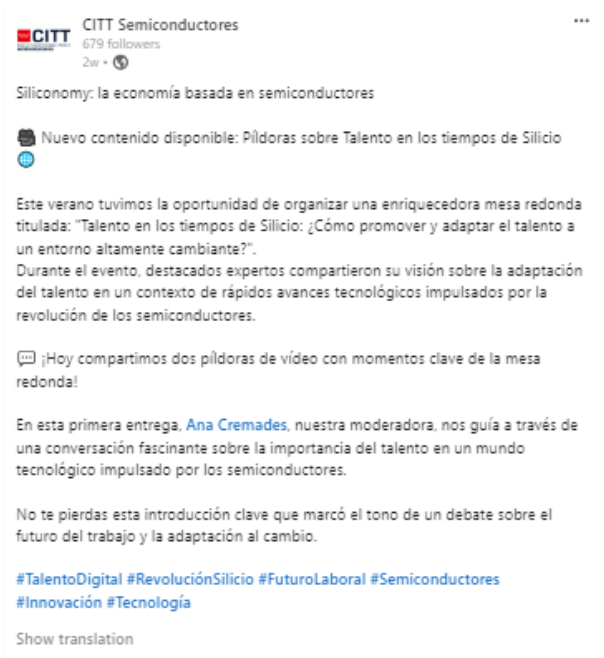 CITT
CITT Semiconductores
679 followers
2w •
Siliconomy: la economía basada en semiconductores
Nuevo contenido disponible: Píldoras sobre Talento en los tiempos de Silicio
Este verano tuvimos la oportunidad de organizar una enriquecedora mesa redonda
titulada: "Talento en los tiempos de Silicio: ¿Cómo promover y adaptar el talento a
un entorno altamente cambiante?".
Durante el evento, destacados expertos compartieron su visión sobre la adaptación
del talento en un contexto de rápidos avances tecnológicos impulsados por la
revolución de los semiconductores.
¡Hoy compartimos dos píldoras de vídeo con momentos clave de la mesa
redonda!
En esta primera entrega, Ana Cremades, nuestra moderadora, nos guía a través de
una conversación fascinante sobre la importancia del talento en un mundo
tecnológico impulsado por los semiconductores.
No te pierdas esta introducción clave que marcó el tono de un debate sobre el
futuro del trabajo y la adaptación al cambio.
#TalentoDigital #RevoluciónSilicio #FuturoLaboral #Semiconductores
#Innovación #Tecnología
Show translation